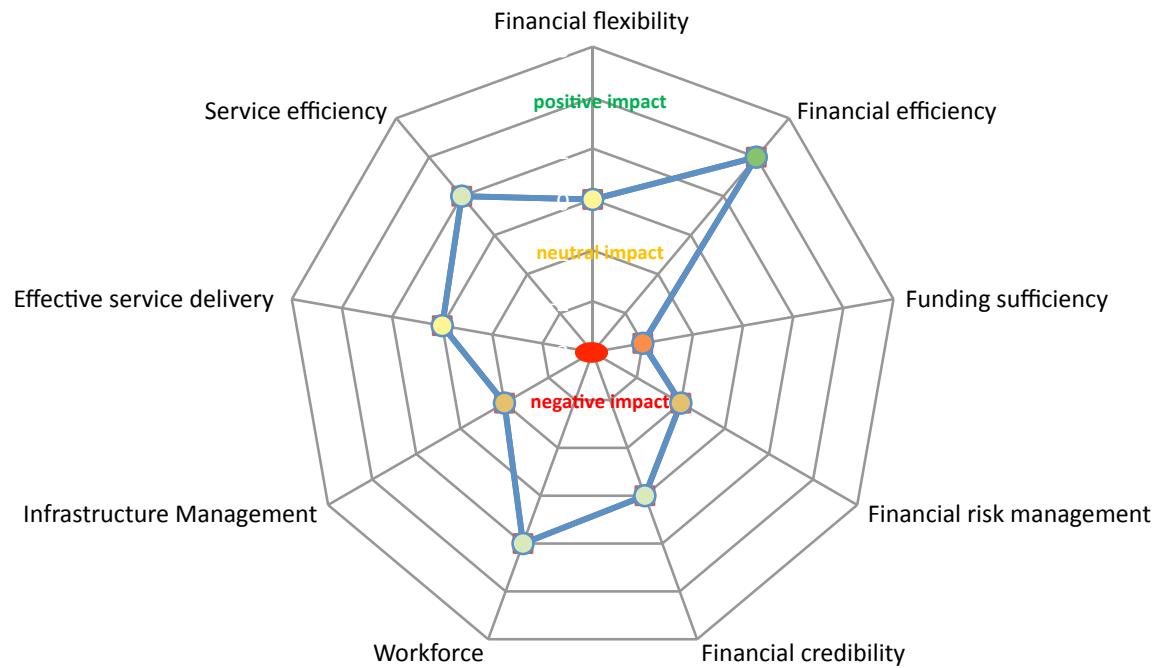 Financial flexibility
Service efficiency
positive impact
Financial efficiency
0
neutral impact
Effective service delivery
Funding sufficiency
negative impact
Infrastructure Management
Financial risk management
Workforce
Financial credibility